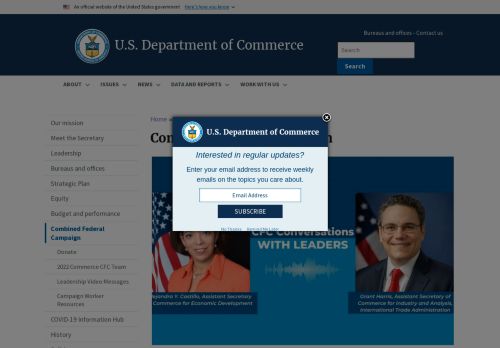 An official website of the United States government Here's how you know
U.S. Department of Commerce
Bureaus and offices - Contact us
Search
Search
ABOUT
ISSUES
NEWS
DATA AND REPORTS
WORK WITH US
Our mission
Meet the Secretary
Leadership
Bureaus and offices
Strategic Plan
Equity
Budget and performance
Combined Federal
Campaign
Donate
2022 Commerce CFC Team
Leadership Video Messages
Campaign Worker
Resources
COVID-19 Information Hub
History
Home »
U.S. Department of Commerce
Interested in regular updates?
Enter your email address to receive weekly
emails on the topics you care about.
Email Address
SUBSCRIBE
No Thanks
Remind Me Later
CFC Conversations
WITH LEADERS
Alejandra Y. Castillo, Assistant Secretary
Commerce for Economic Development
Grant Harris, Assistant Secretary of
Commerce for Industry and Analysis,
International Trade Administration